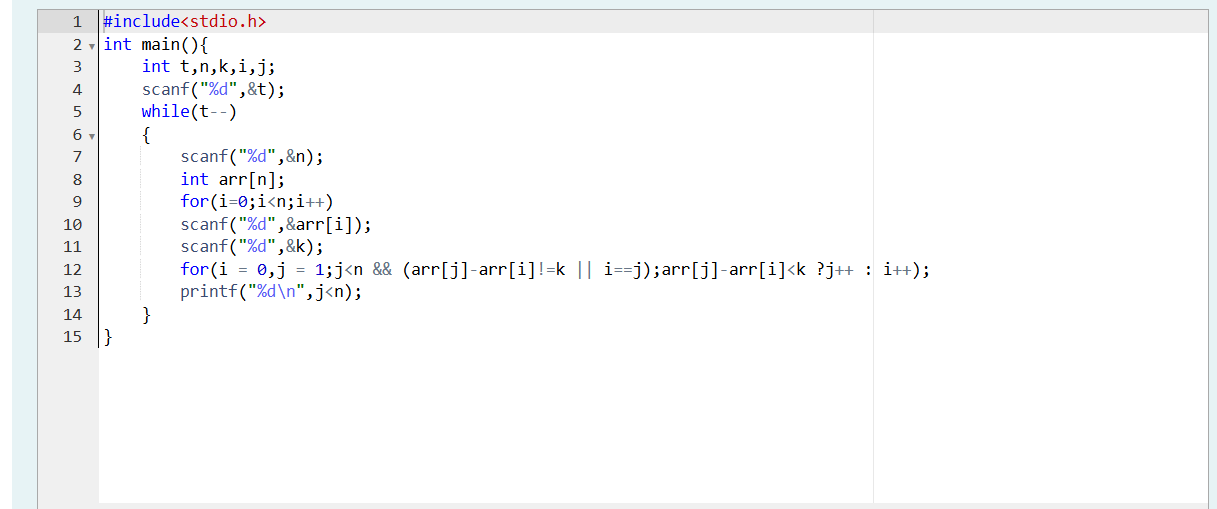 1 #include<stdio.h>
2 int main(){
3     int t,n,k,i,j;
4     scanf("%d",&t);
5     while(t--)
6     {
7         scanf("%d",&n);
8         int arr[n];
9         for(i=0;i<n;i++)
10         scanf("%d",&arr[i]);
11         scanf("%d",&k);
12         for(i = 0,j = 1;j<n && (arr[j]-arr[i]!=k || i==j);arr[j]-arr[i]<k ?j++ : i++);
13         printf("%d\n",j<n);
14     }
15 }